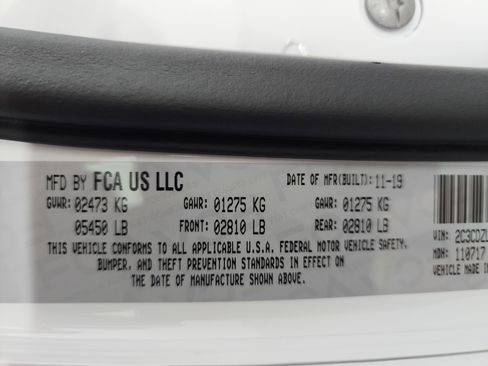 MFD BY FCA US LLC DATE OF MFR(BUILT): 11-19
GVWR: 02473 KG GAWR: 01275 KG GAWR: 01275 KG
05450 LB FRONT: 02810 LB REAR: 02810 LB
THIS VEHICLE CONFORMS TO ALL APPLICABLE U.S.A. FEDERAL MOTOR VEHICLE SAFETY,
BUMPER, AND THEFT PREVENTION STANDARDS IN EFFECT ON
THE DATE OF MANUFACTURE SHOWN ABOVE.
VIN: 2C3CDZL
MDH: 110717
VEHICLE MADE IN